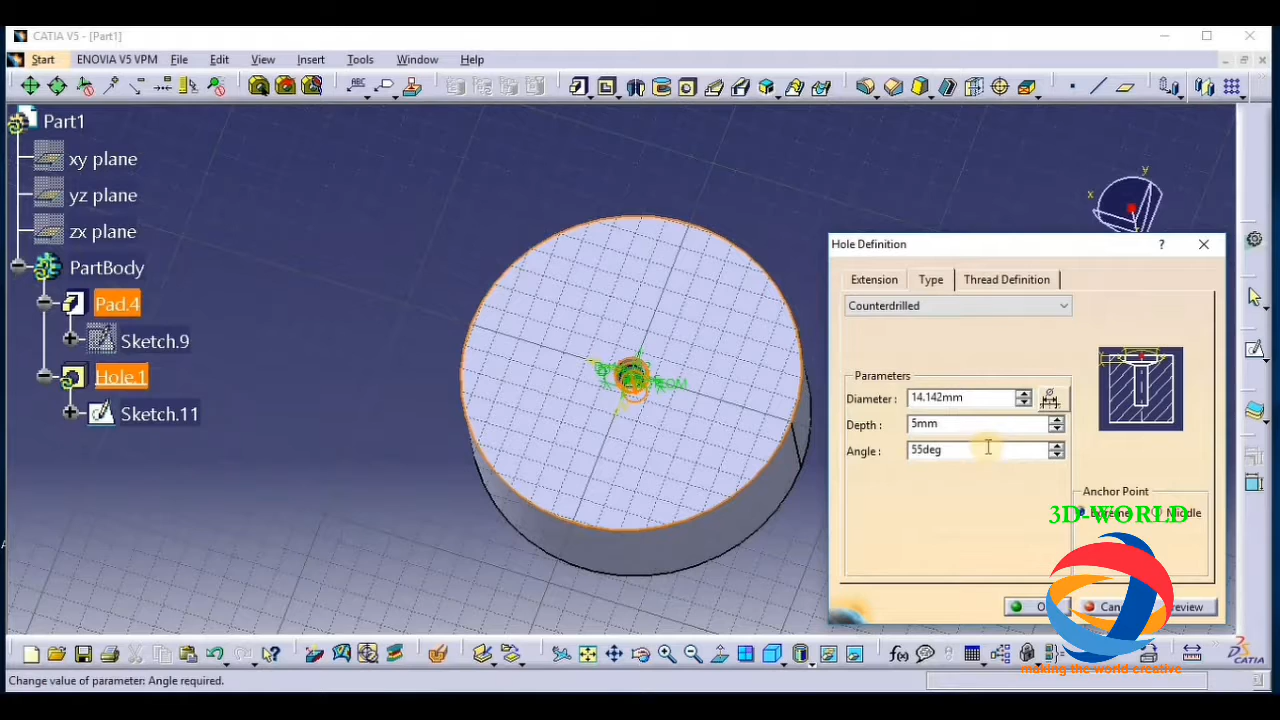 CATIA V5 - [Part1]
Start ENOVIA V5 VPM File Edit View Insert Tools Window Help
Part1
xy plane
yz plane
zx plane
PartBody
Pad.4
Sketch.9
Hole.1
Sketch.11
y
x
Hole Definition ?
Extension Type Thread Definition
Counterdrilled
Parameters
Diameter : 14.142mm
Depth : 5mm
Angle : 55deg
Anchor Point
Middle
3D-WORLD
making the world creative
CATIA
Change value of parameter: Angle required.